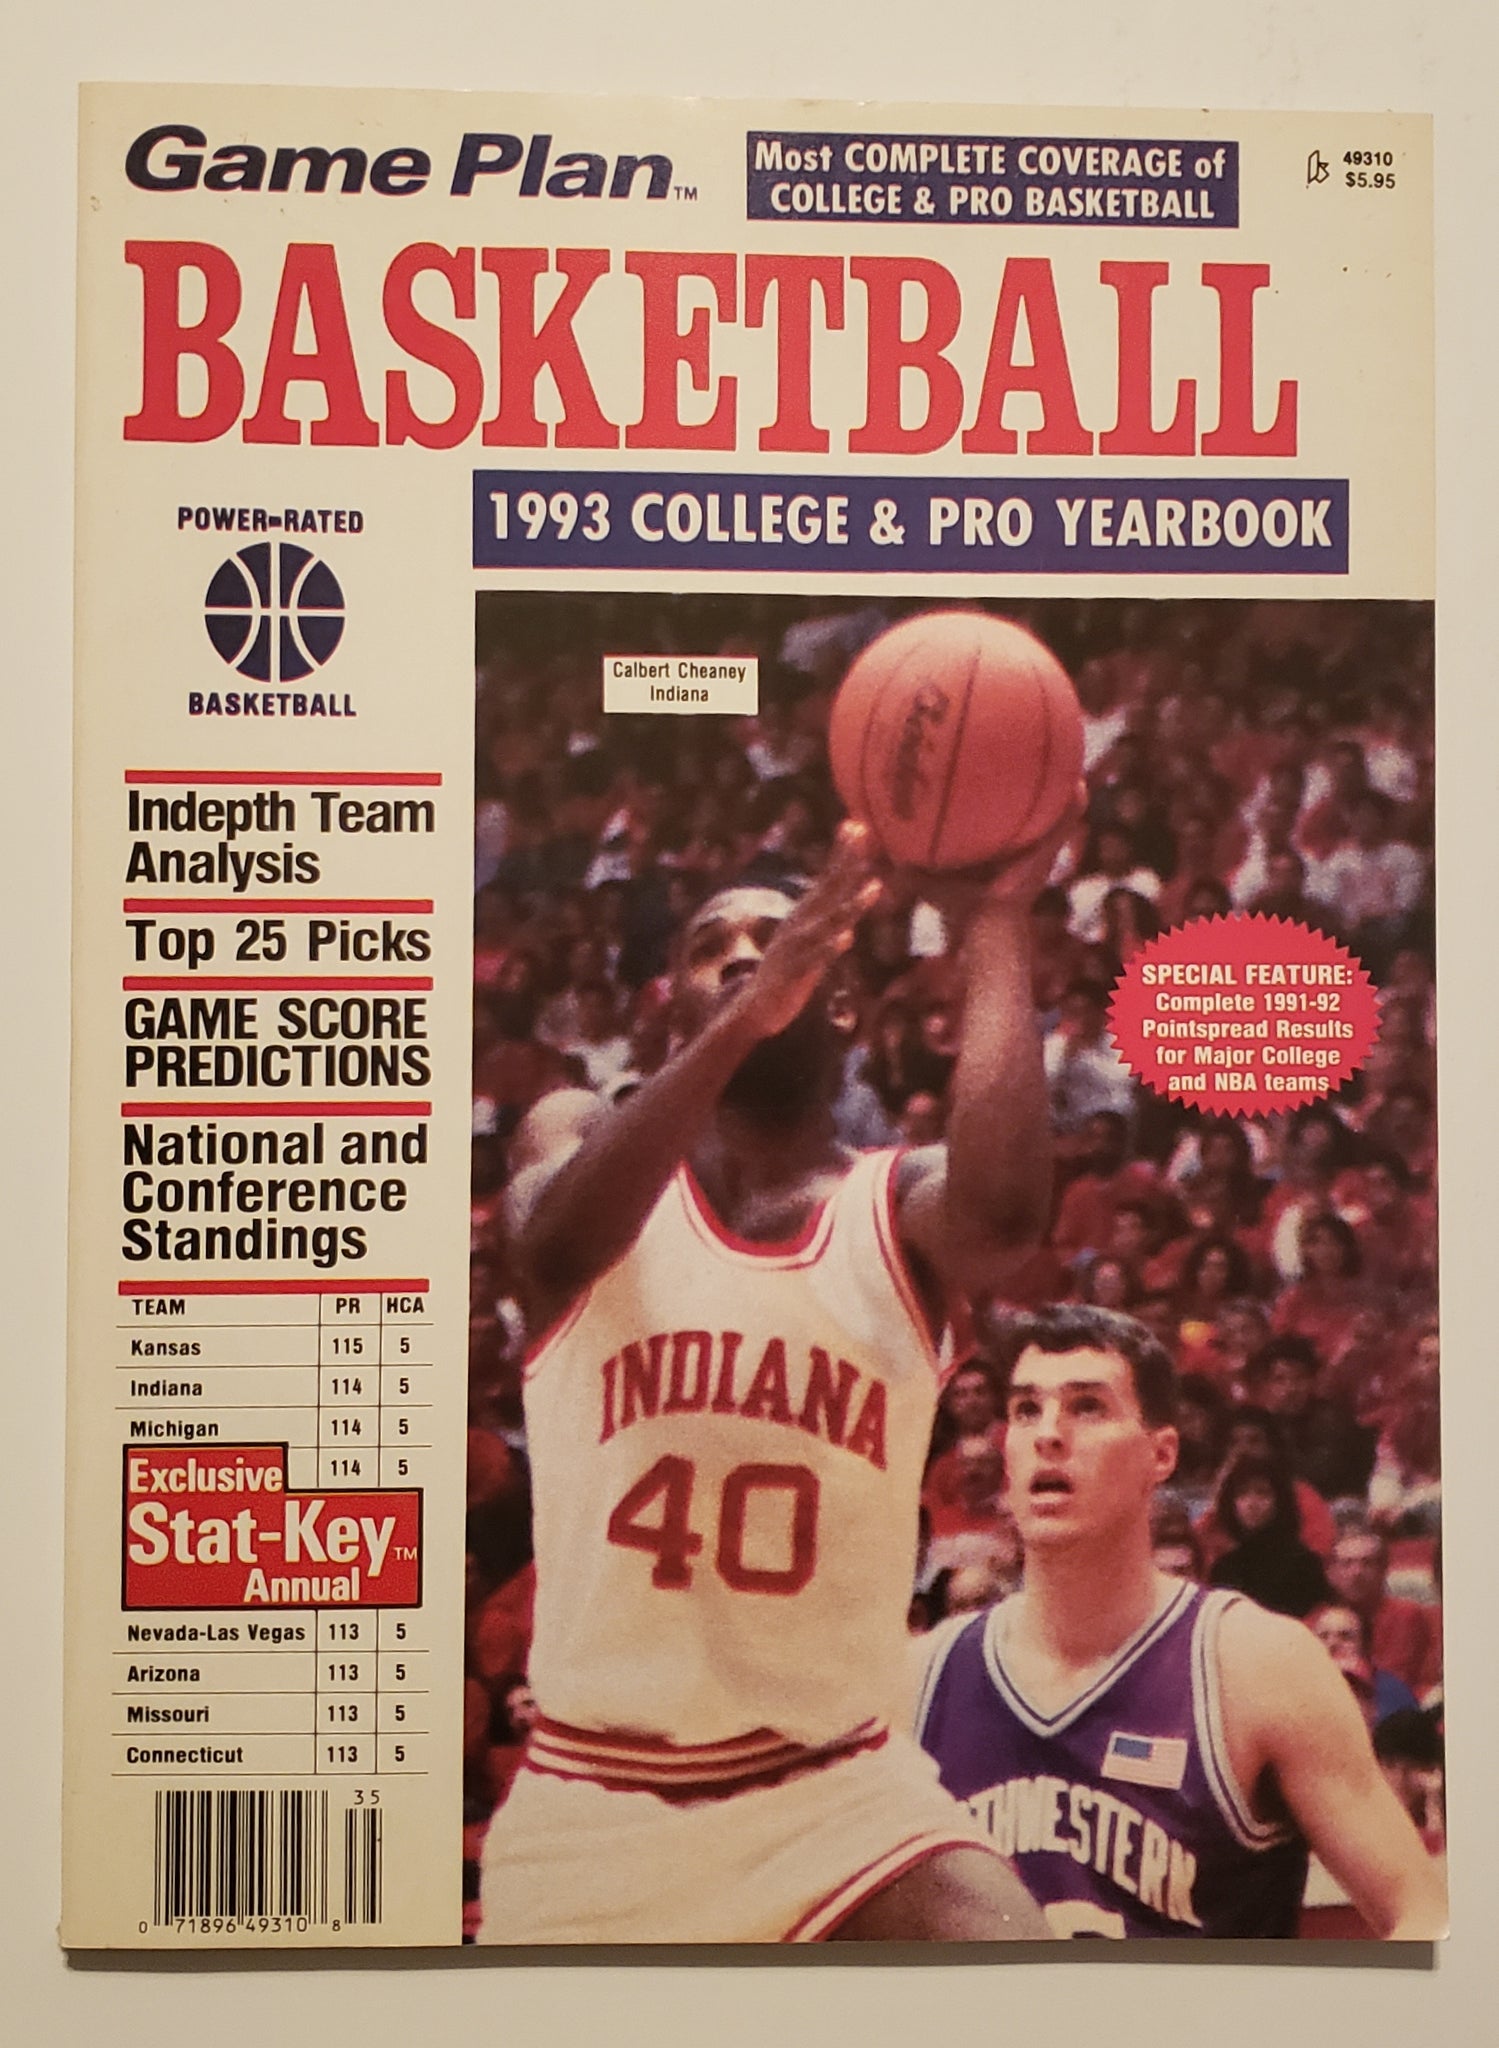 Game Plan™
Most COMPLETE COVERAGE of
COLLEGE & PRO BASKETBALL
49310
$5.95
BASKETBALL
1993 COLLEGE & PRO YEARBOOK
POWER-RATED
BASKETBALL
Calbert Cheaney
Indiana
Indepth Team
Analysis
Top 25 Picks
GAME SCORE
PREDICTIONS
National and
Conference
Standings
SPECIAL FEATURE:
Complete 1991-92
Pointspread Results
for Major College
and NBA teams
TEAM PR HCA
Kansas 115 5
Indiana 114 5
Michigan 114 5
114 5
Exclusive
Stat-Key™
Annual
Nevada-Las Vegas 113 5
Arizona 113 5
Missouri 113 5
Connecticut 113 5
35
0 71896 49310 8
INDIANA
40
THWESTERN